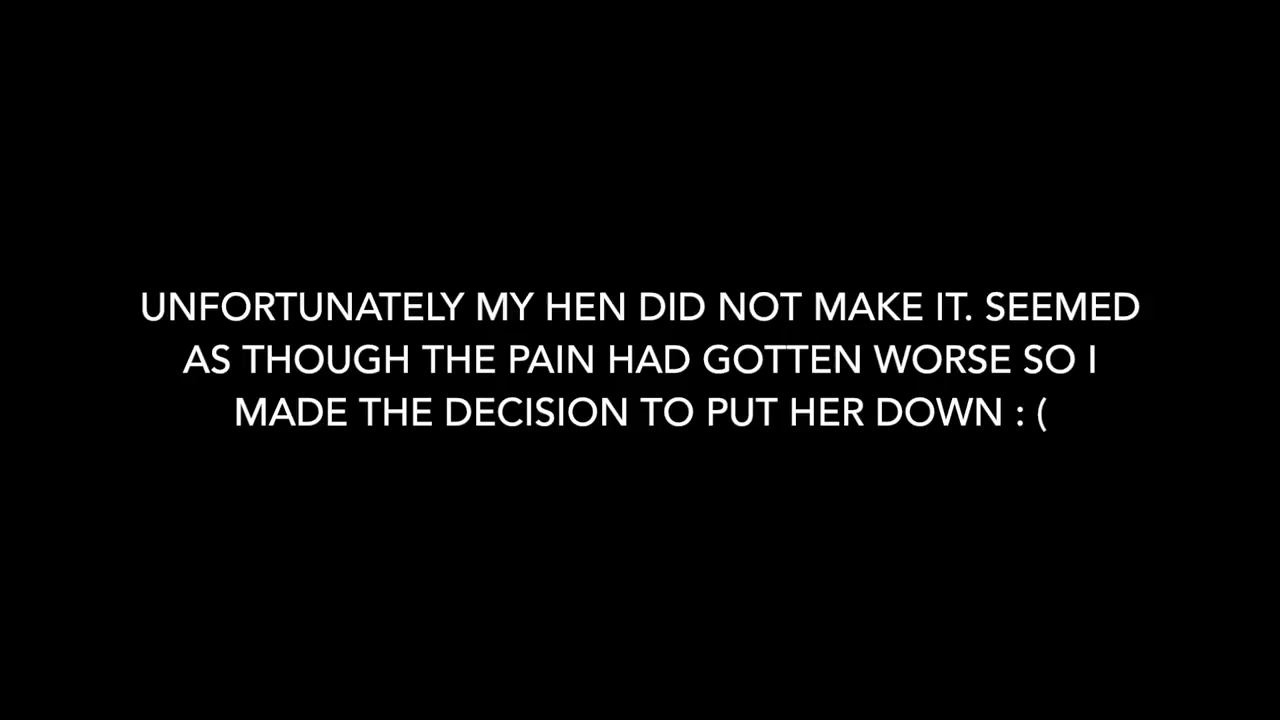 UNFORTUNATELY MY HEN DID NOT MAKE IT. SEEMED
AS THOUGH THE PAIN HAD GOTTEN WORSE SO I
MADE THE DECISION TO PUT HER DOWN : (